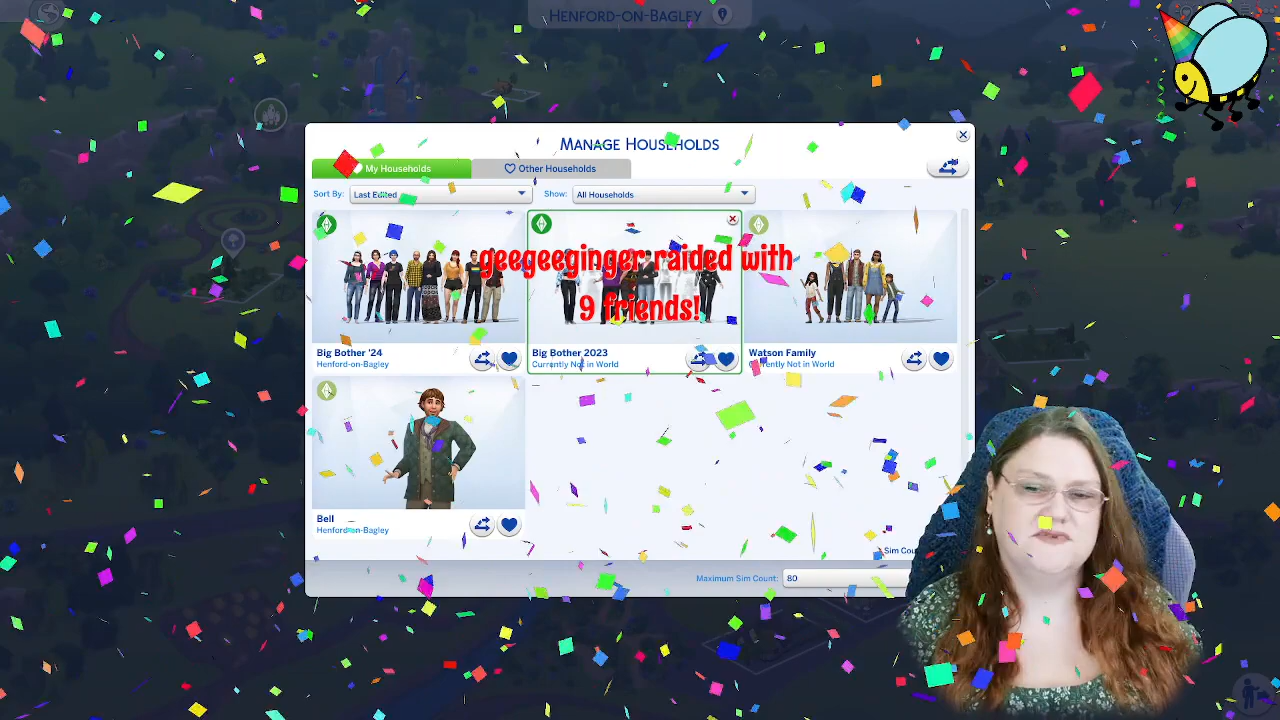 Henford-on-Bagley
Manage Households
My Households
Other Households
Sort By: Last Edited
Show: All Households
geegeeginger raided with
9 friends!
Big Bother '24
Henford-on-Bagley
Big Bother 2023
Currently Not in World
Watson Family
Currently Not in World
Bell
Henford-on-Bagley
Sim
Maximum Sim Count: 80